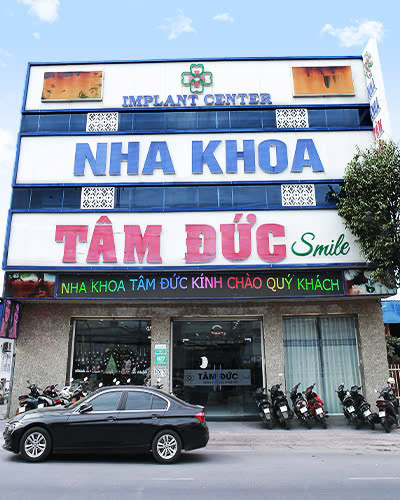 IMPLANT CENTER
NHA KHOA
TÂM ĐỨC Smile
NHA KHOA TÂM ĐỨC KÍNH CHÀO QUÝ KHÁCH
TÂM ĐỨC